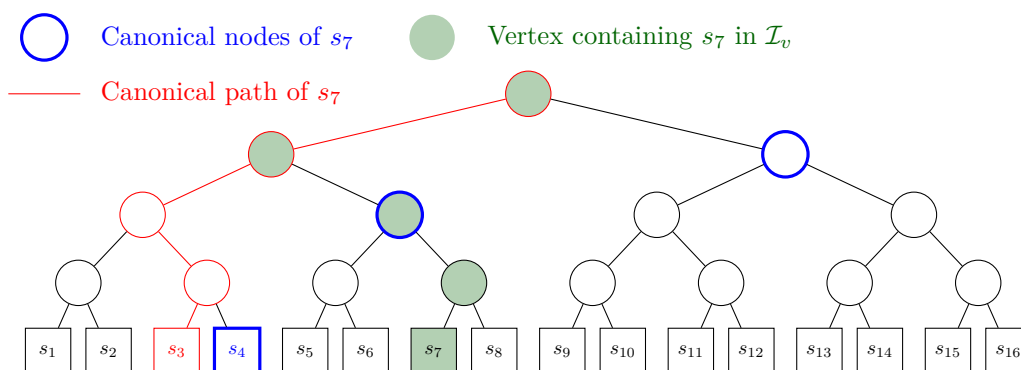 Canonical nodes of s₇ Vertex containing s₇ in 𝓘ᵥ
Canonical path of s₇
s₁ s₂ s₃ s₄ s₅ s₆ s₇ s₈ s₉ s₁₀ s₁₁ s₁₂ s₁₃ s₁₄ s₁₅ s₁₆